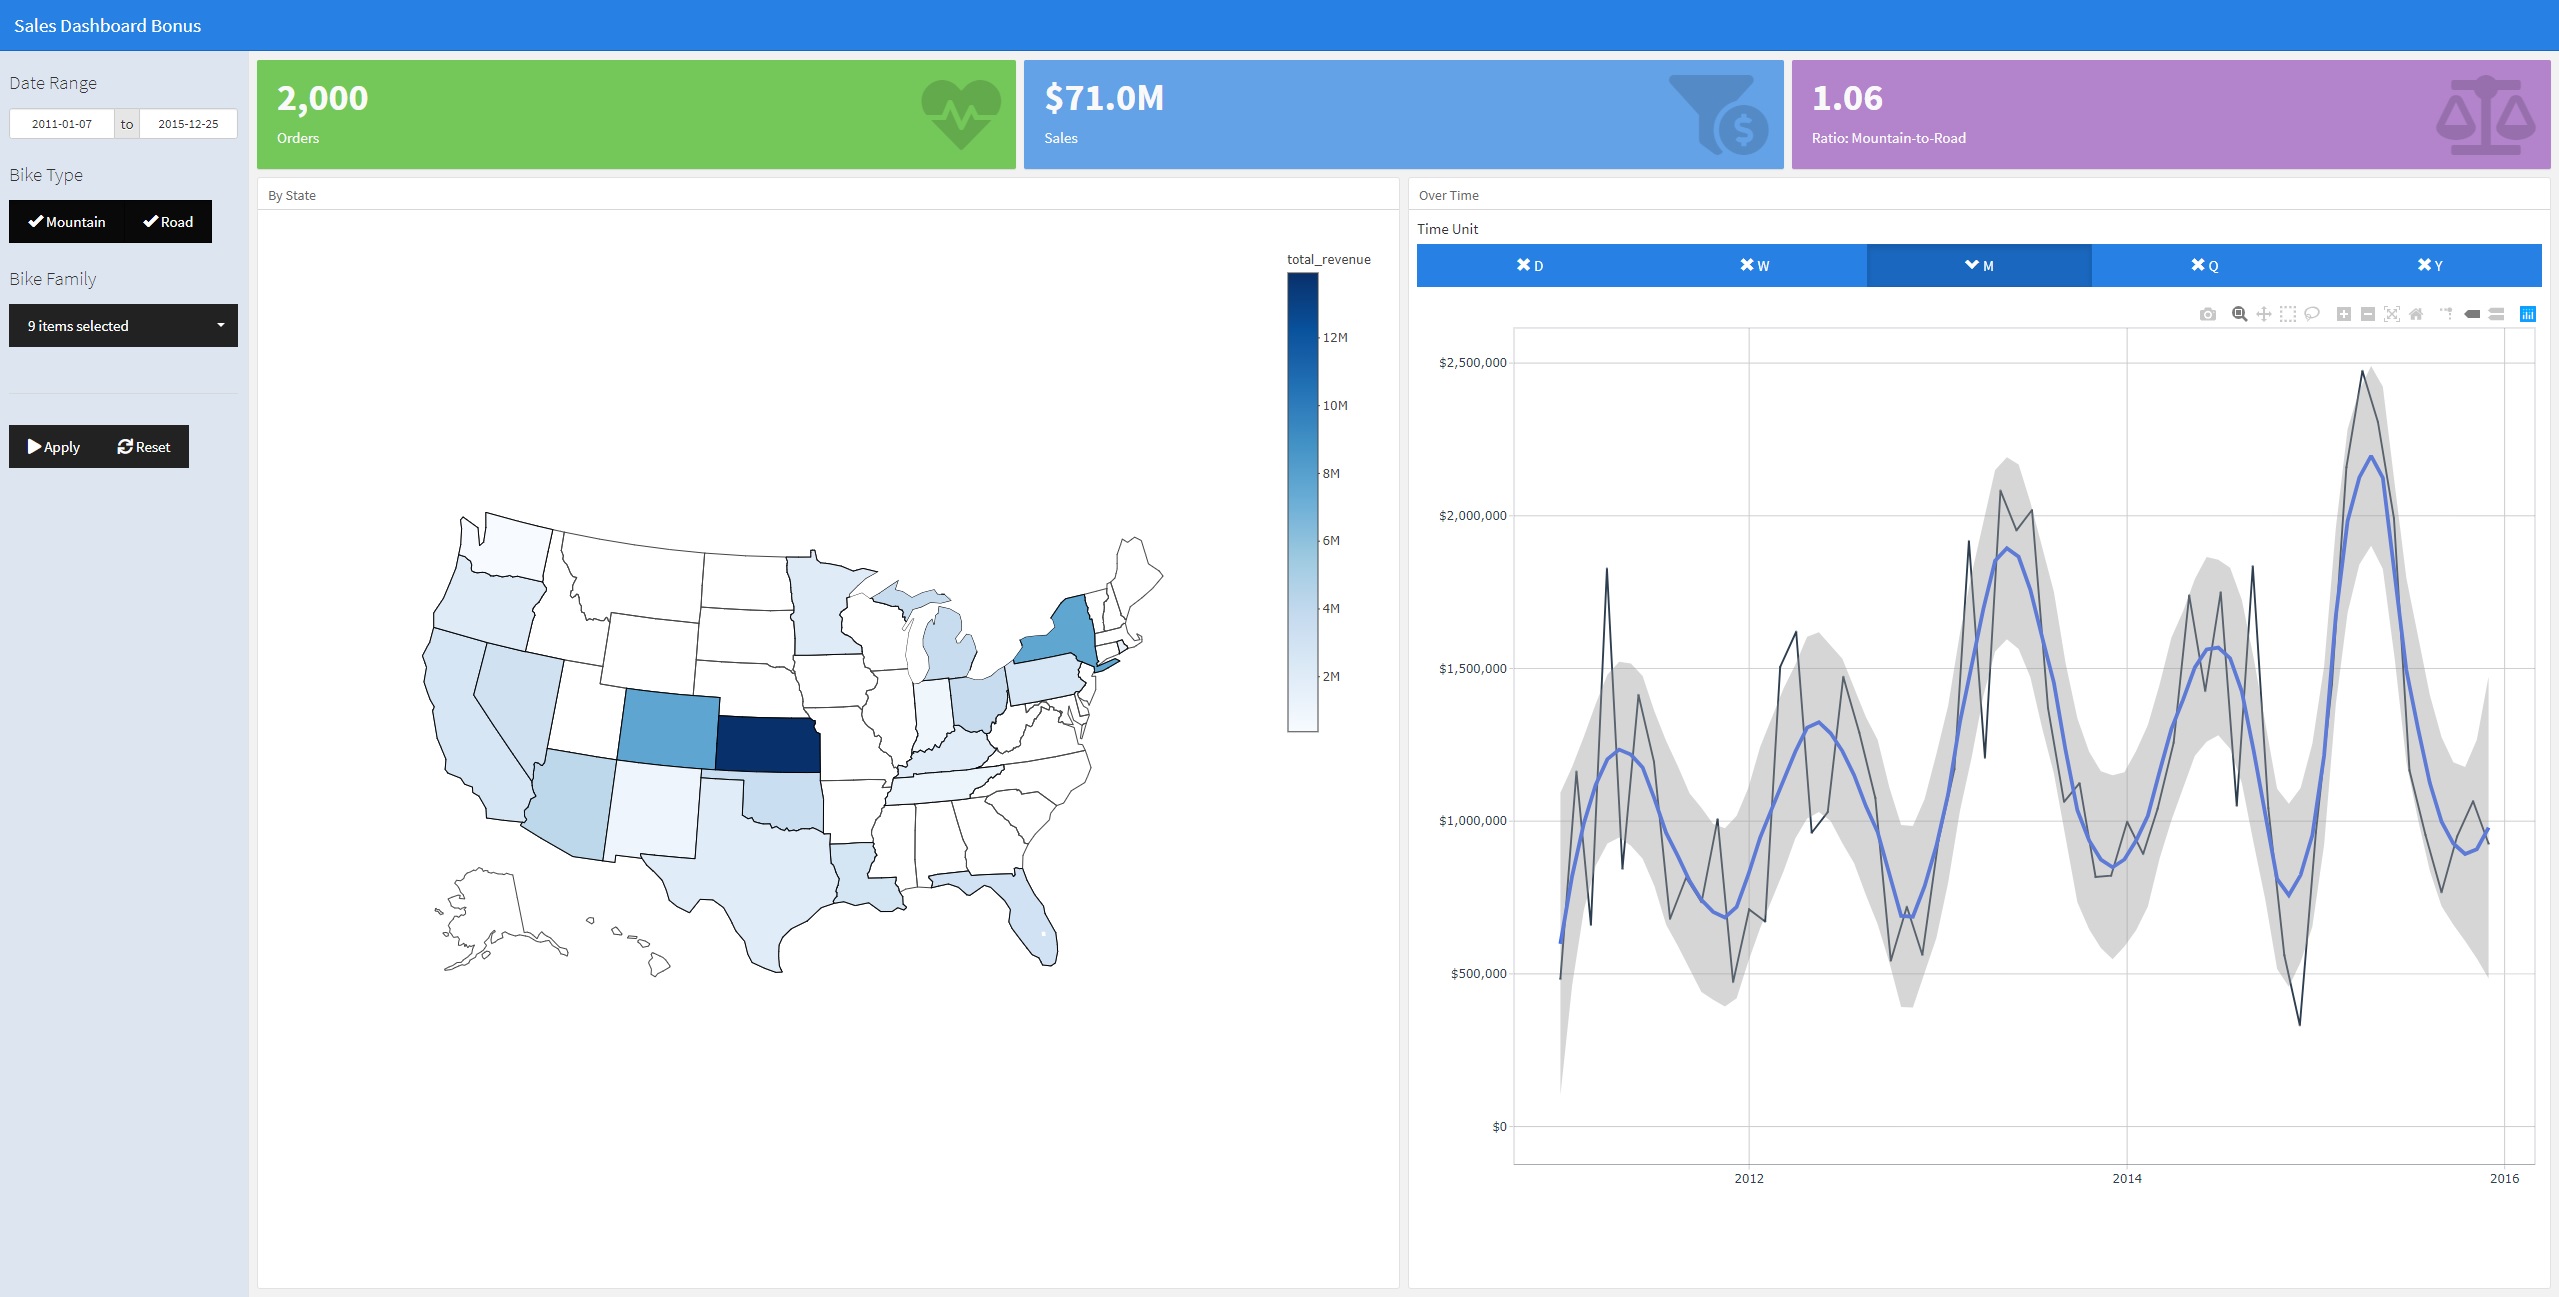 Sales Dashboard Bonus
Date Range
2011-01-07 to 2015-12-25
Bike Type
Mountain Road
Bike Family
9 items selected
Apply Reset
2,000
Orders
$71.0M
Sales
1.06
Ratio: Mountain-to-Road
By State
total_revenue
12M
10M
8M
6M
4M
2M
Over Time
Time Unit
D W M Q Y
$2,500,000
$2,000,000
$1,500,000
$1,000,000
$500,000
$0
2012 2014 2016